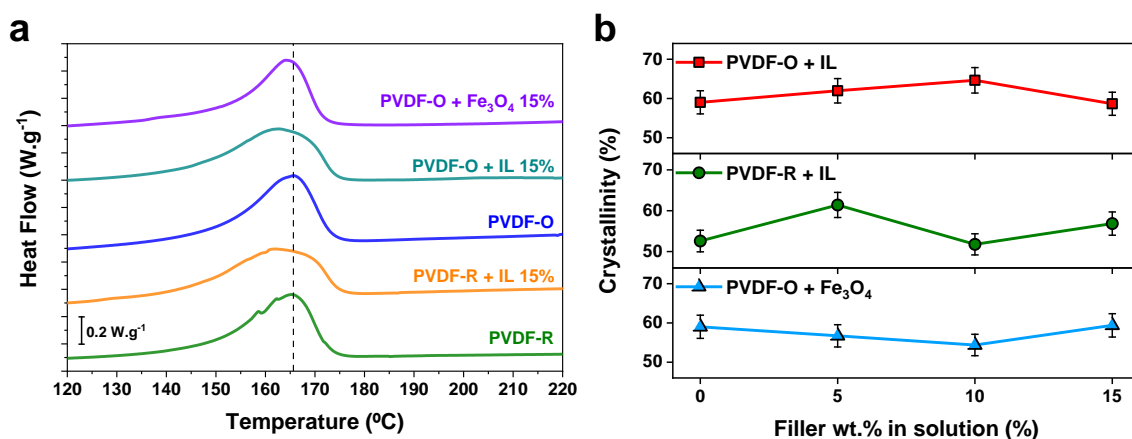 a
Heat Flow (W.g-1)
PVDF-O + Fe3O4 15%
PVDF-O + IL 15%
PVDF-O
PVDF-R + IL 15%
PVDF-R
0.2 W.g-1
120 130 140 150 160 170 180 190 200 210 220
Temperature (ºC)
b
Crystallinity (%)
PVDF-O + IL
70
60
50
PVDF-R + IL
70
60
50
PVDF-O + Fe3O4
70
60
50
0 5 10 15
Filler wt.% in solution (%)